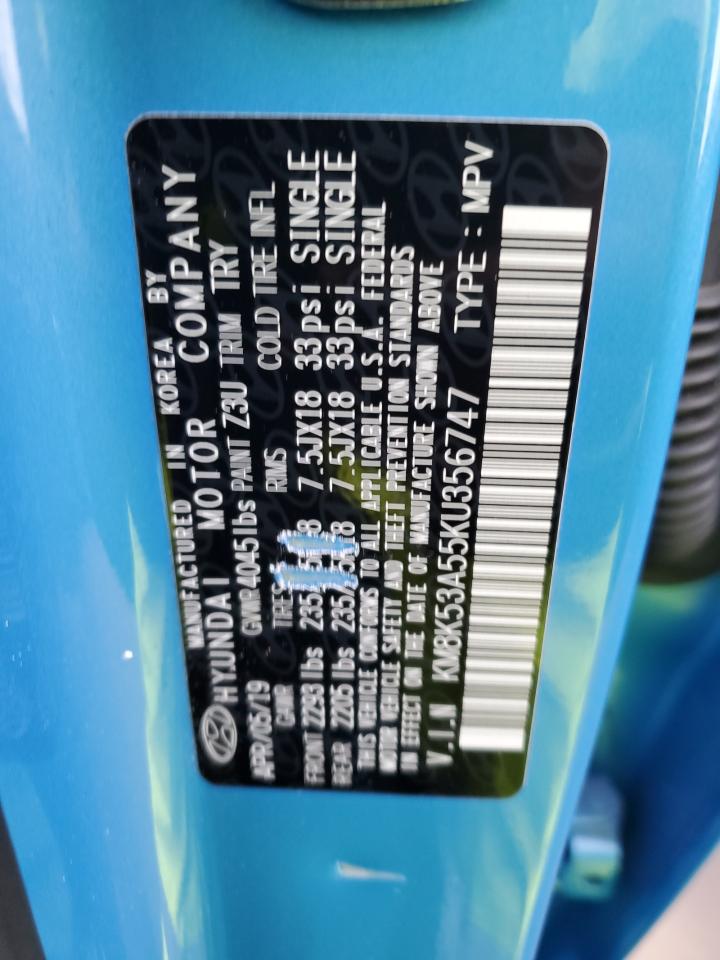 MANUFACTURED IN KOREA BY
HYUNDAI MOTOR COMPANY
APR/05/19 GVWR 4045 lbs PAINT Z3U TRIM TRY
GAWR TIRES RIMS COLD TIRE INFL
FRONT 2293 lbs 7.5JX18 33psi SINGLE
REAR 2205 lbs 7.5JX18 33psi SINGLE
THIS VEHICLE CONFORMS TO ALL APPLICABLE U.S.A. FEDERAL
MOTOR VEHICLE SAFETY AND THEFT PREVENTION STANDARDS
IN EFFECT ON THE DATE OF MANUFACTURE SHOWN ABOVE
V.I.N KM8K53A55KU356747 TYPE : MPV